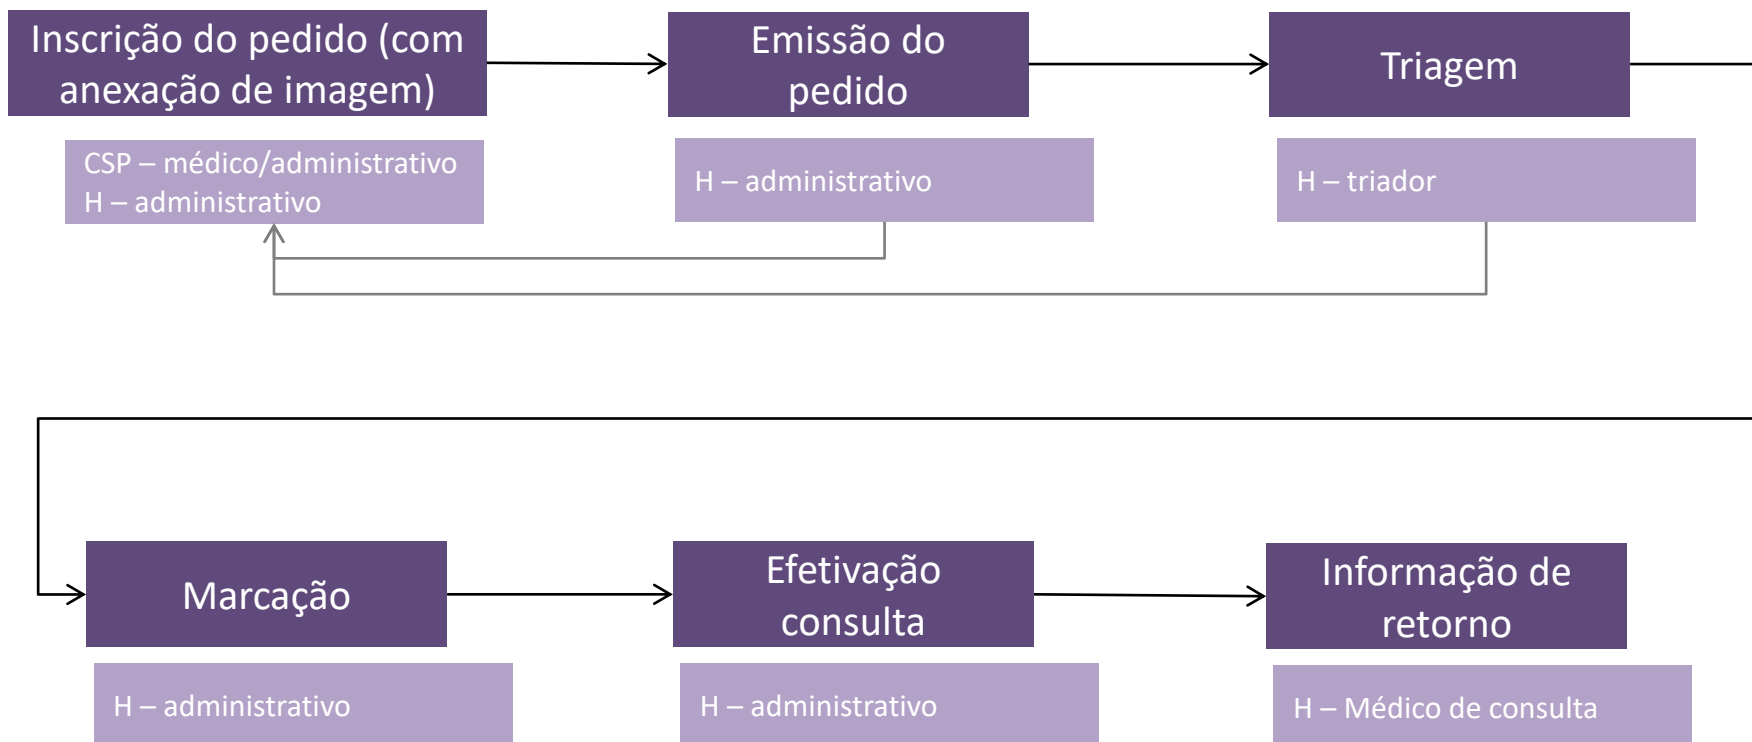 Inscrição do pedido (com
anexação de imagem)
Emissão do
pedido
Triagem
CSP – médico/administrativo
H – administrativo
H – administrativo
H – triador
Marcação
Efetivação
consulta
Informação de
retorno
H – administrativo
H – administrativo
H – Médico de consulta